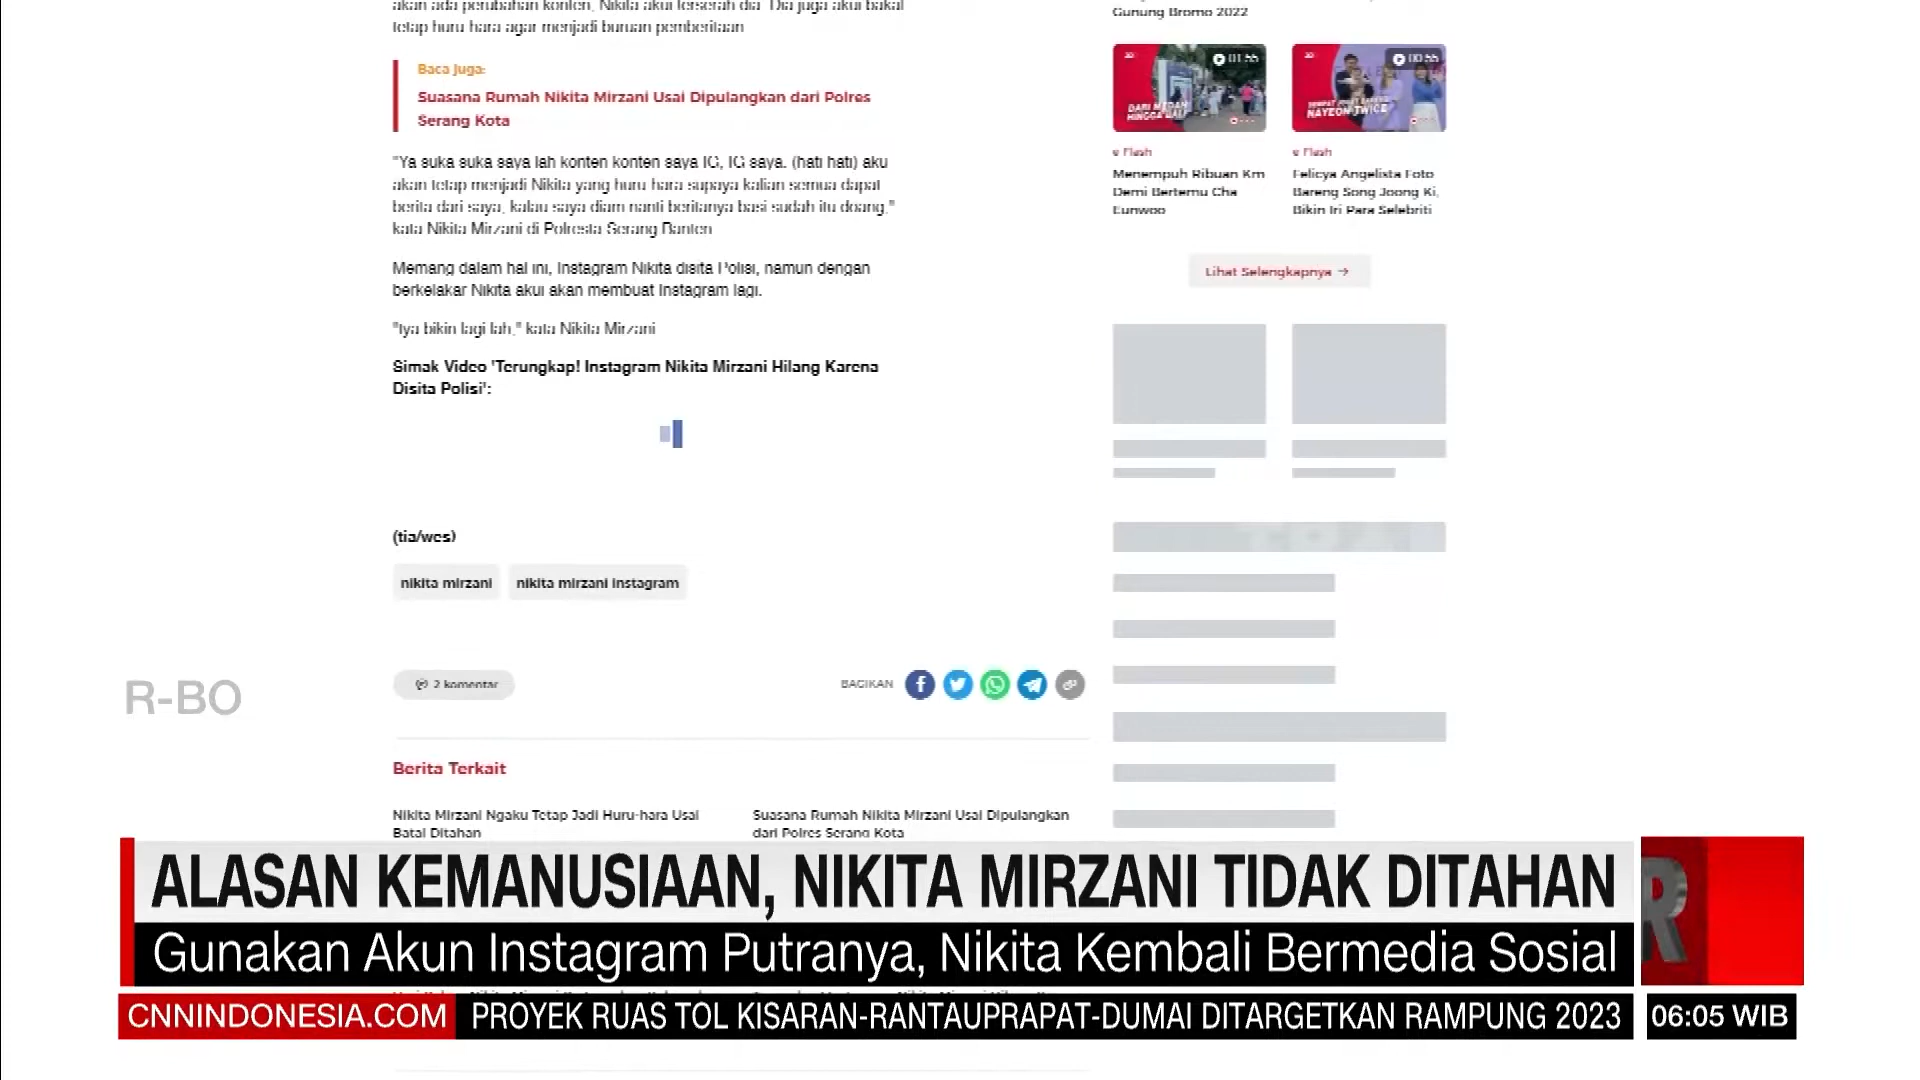 akan ada perubahan konten, Nikita akui terserah dia. Dia juga akui bakal
tetap huru hara agar menjadi buruan pemberitaan
Baca juga:
Suasana Rumah Nikita Mirzani Usai Dipulangkan dari Polres
Serang Kota
"Ya suka suka saya lah konten konten saya IG, IG saya. (hati hati) aku
akan tetap menjadi Nikita yang huru hara supaya kalian semua dapat
berita dari saya, kalau saya diam nanti beritanya basi sudah itu doang,"
kata Nikita Mirzani di Polresta Serang Banten
Memang dalam hal ini, Instagram Nikita disita Polisi, namun dengan
berkelakar Nikita akui akan membuat Instagram lagi.
"Iya bikin lagi lah," kata Nikita Mirzani
Simak Video 'Terungkap! Instagram Nikita Mirzani Hilang Karena
Disita Polisi':
(tia/wes)
nikita mirzani
nikita mirzani instagram
2 komentar
BAGIKAN
Berita Terkait
Nikita Mirzani Ngaku Tetap Jadi Huru-hara Usai
Batal Ditahan
Suasana Rumah Nikita Mirzani Usai Dipulangkan
dari Polres Serang Kota
Gunung Bromo 2022
01:55
DARI MEDAN
HINGGA BALI
e Flash
Menempuh Ribuan Km
Demi Bertemu Cha
Eunwoo
00:55
NAYEON TWICE
e Flash
Felicya Angelista Foto
Bareng Song Joong Ki,
Bikin Iri Para Selebriti
Lihat Selengkapnya →
R-BO
ALASAN KEMANUSIAAN, NIKITA MIRZANI TIDAK DITAHAN
Gunakan Akun Instagram Putranya, Nikita Kembali Bermedia Sosial
R
CNNINDONESIA.COM
PROYEK RUAS TOL KISARAN-RANTAUPRAPAT-DUMAI DITARGETKAN RAMPUNG 2023
06:05 WIB